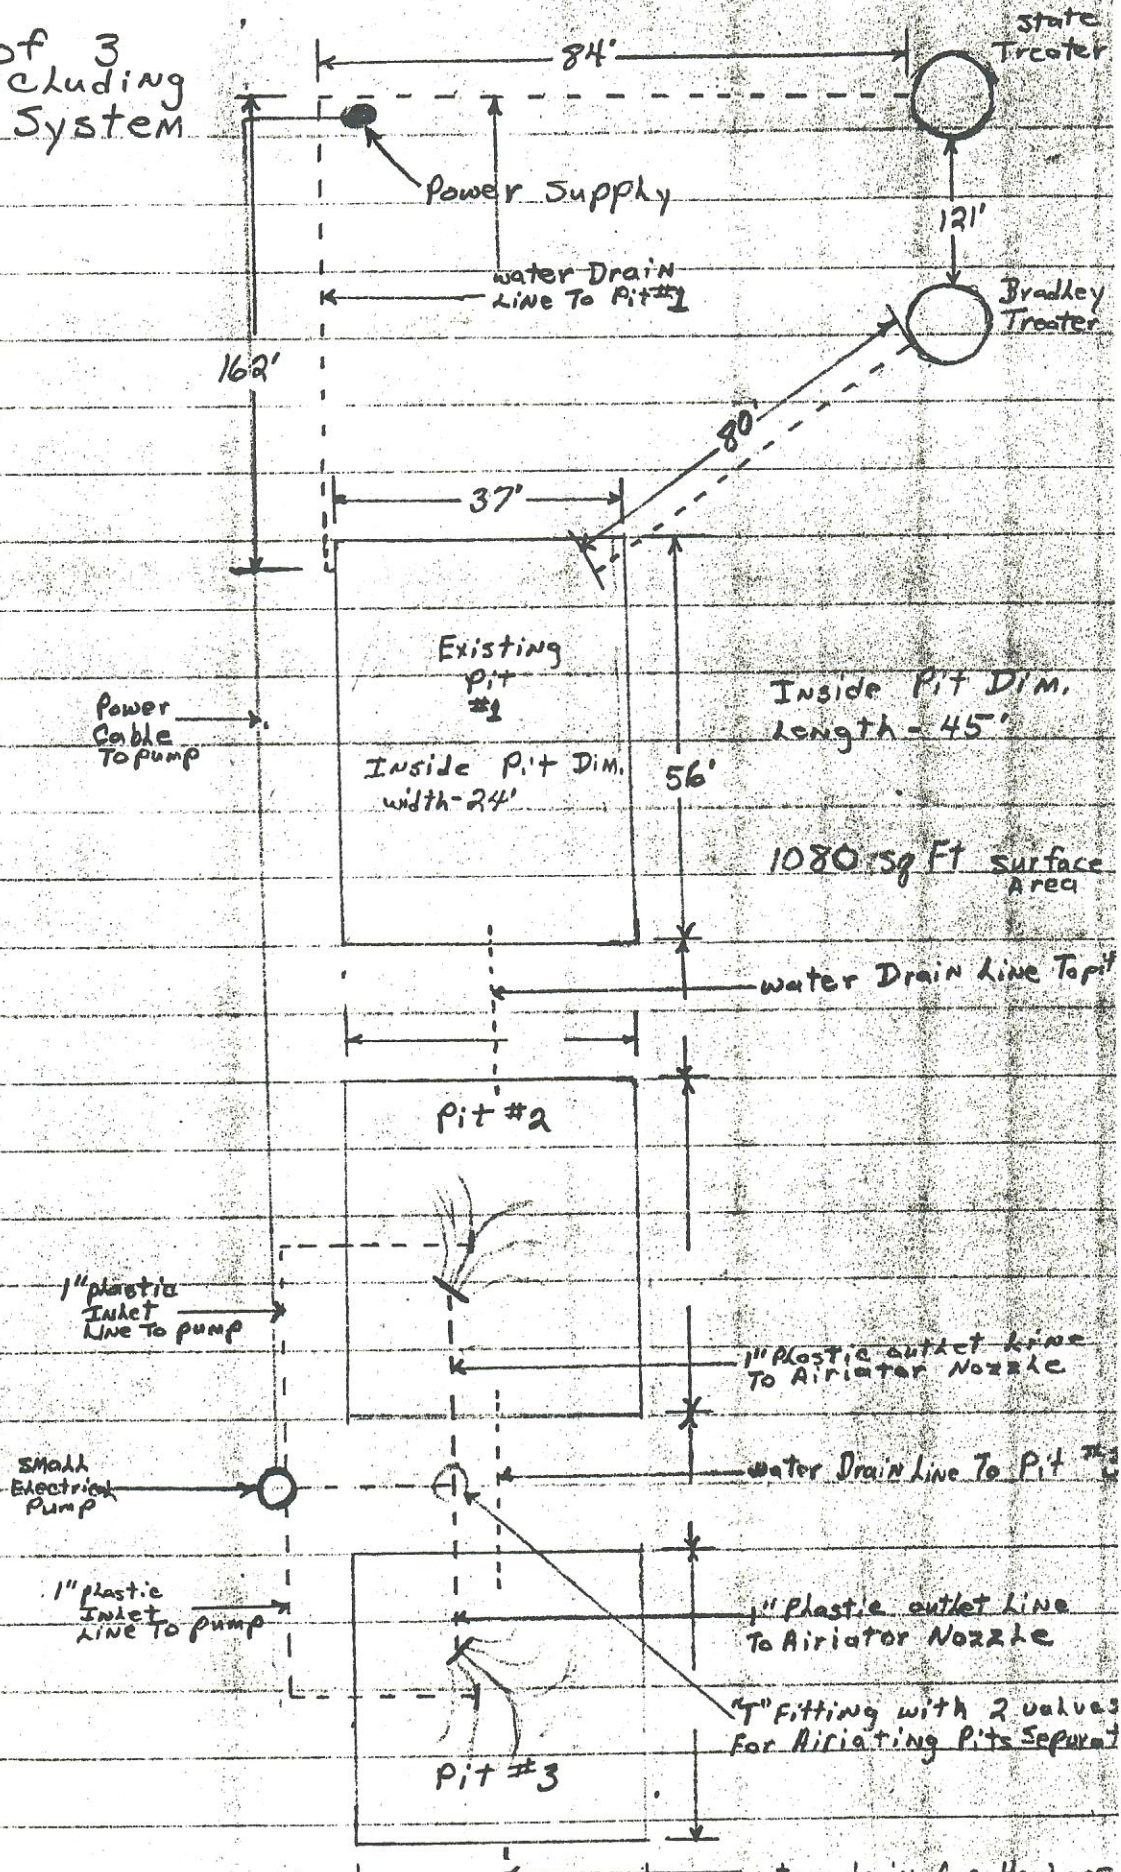 of 3
cluding
System
84'
State
Treater
Power Supply
121'
water Drain
Line To Pit #1
Bradley
Treater
162'
80'
37'
Existing
Pit
#1
Inside Pit Dim.
Length - 45'
Power
Cable
To pump
Inside Pit Dim.
width - 24'
56'
1080 sq Ft surface
Area
water Drain Line To pit
Pit #2
1" plastic
Inlet
Line To pump
1" Plastic outlet Line
To Airiator Nozzle
Small
Electrical
Pump
water Drain Line To Pit
1" plastic
Inlet
Line To pump
1" Plastic outlet Line
To Airiator Nozzle
"T" Fitting with 2 valves
For Airiating Pits Separat
Pit #3